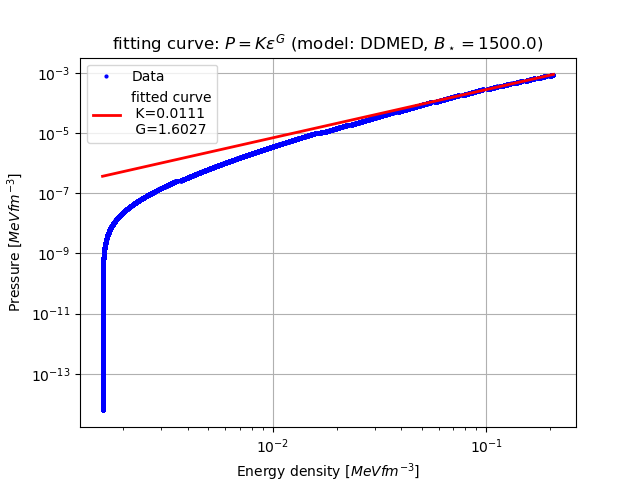 fitting curve: $P = K\varepsilon^{G}$ (model: DDMED, $B_\star = 1500.0$)
Data
fitted curve
K=0.0111
G=1.6027
Pressure [$MeVfm^{-3}$]
$10^{-3}$
$10^{-5}$
$10^{-7}$
$10^{-9}$
$10^{-11}$
$10^{-13}$
$10^{-2}$ $10^{-1}$
Energy density [$MeVfm^{-3}$]